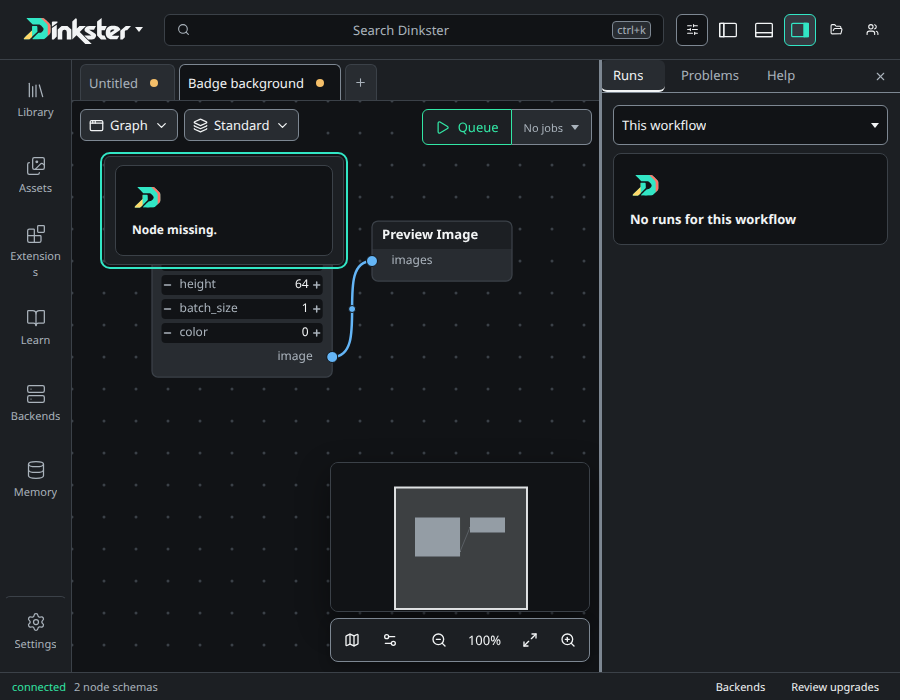 Dinkster
Search Dinkster
ctrl+k
Library
Assets
Extension
s
Learn
Backends
Memory
Settings
Untitled
Badge background
Graph
Standard
Queue
No jobs
Node missing.
height
64
batch_size
1
color
0
image
Preview Image
images
100%
Runs
Problems
Help
This workflow
No runs for this workflow
connected
2 node schemas
Backends
Review upgrades